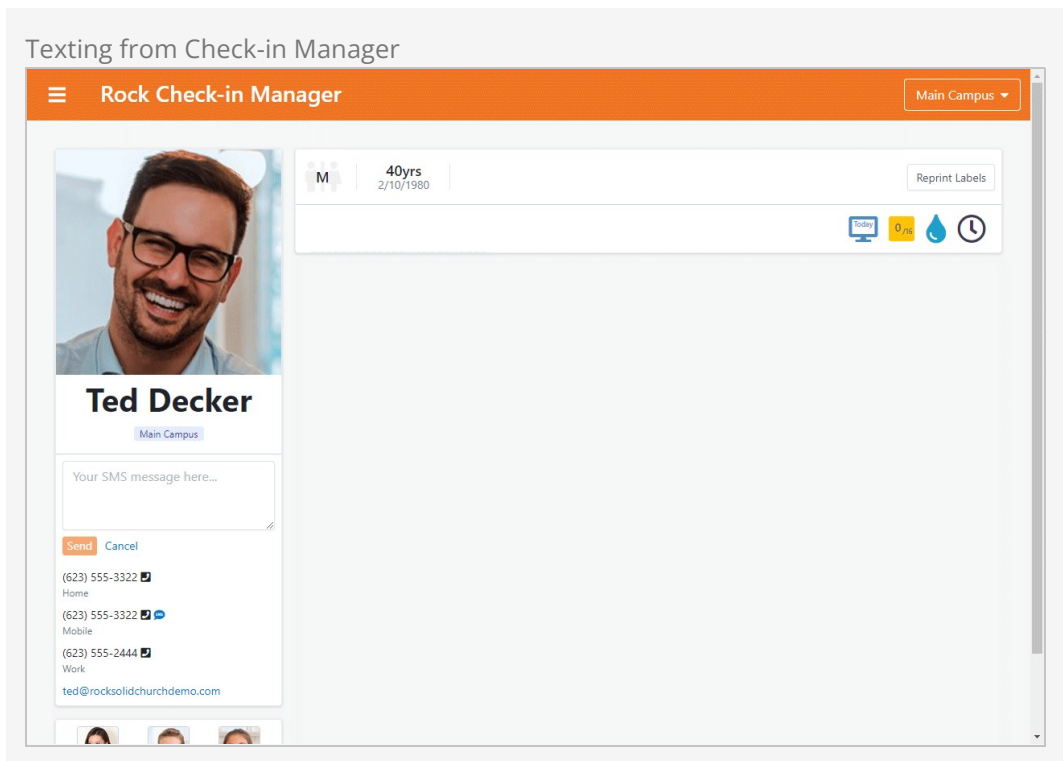 Texting from Check-in Manager
Rock Check-in Manager
Main Campus
M
40yrs
2/10/1980
Reprint Labels
Today
0/16
Ted Decker
Main Campus
Your SMS message here...
Send Cancel
(623) 555-3322
Home
(623) 555-3322
Mobile
(623) 555-2444
Work
ted@rocksolidchurchdemo.com